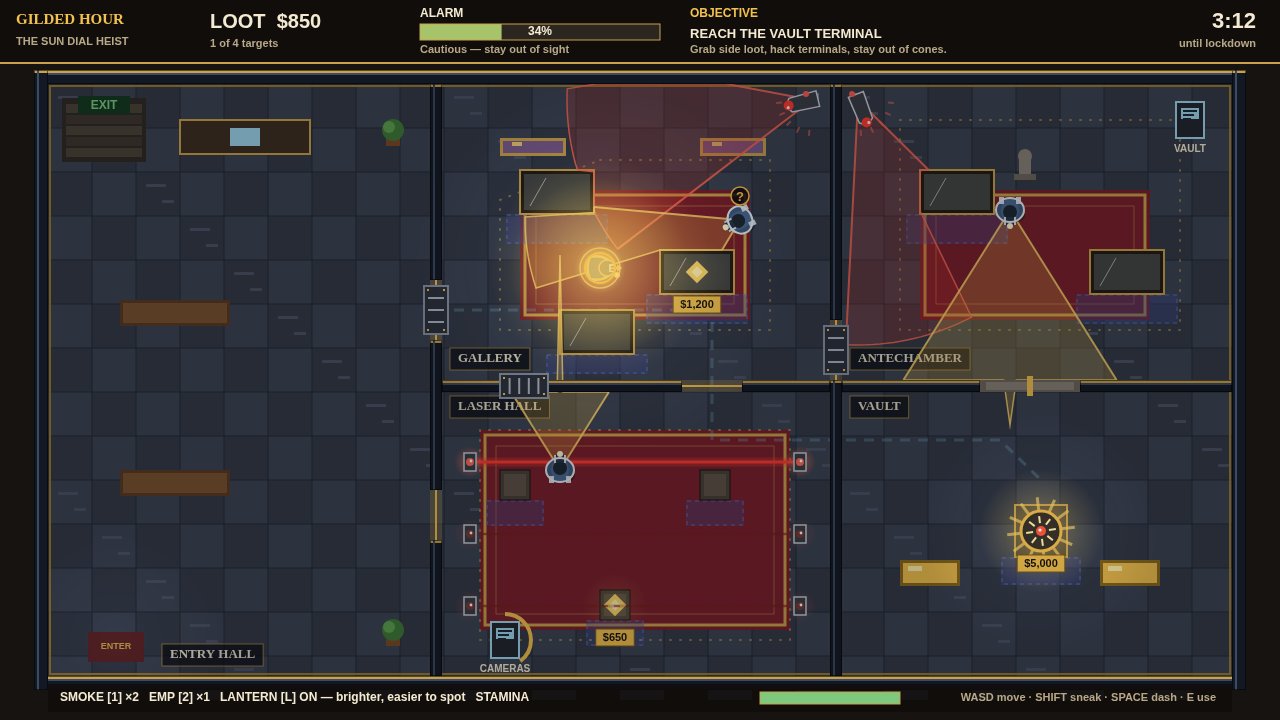 GILDED HOUR
THE SUN DIAL HEIST
LOOT $850
1 of 4 targets
ALARM
34%
Cautious — stay out of sight
OBJECTIVE
REACH THE VAULT TERMINAL
Grab side loot, hack terminals, stay out of cones.
3:12
until lockdown
EXIT
VAULT
?
$1,200
GALLERY
ANTECHAMBER
LASER HALL
VAULT
$5,000
$650
ENTER
ENTRY HALL
CAMERAS
SMOKE [1] ×2 EMP [2] ×1 LANTERN [L] ON — brighter, easier to spot STAMINA
WASD move · SHIFT sneak · SPACE dash · E use